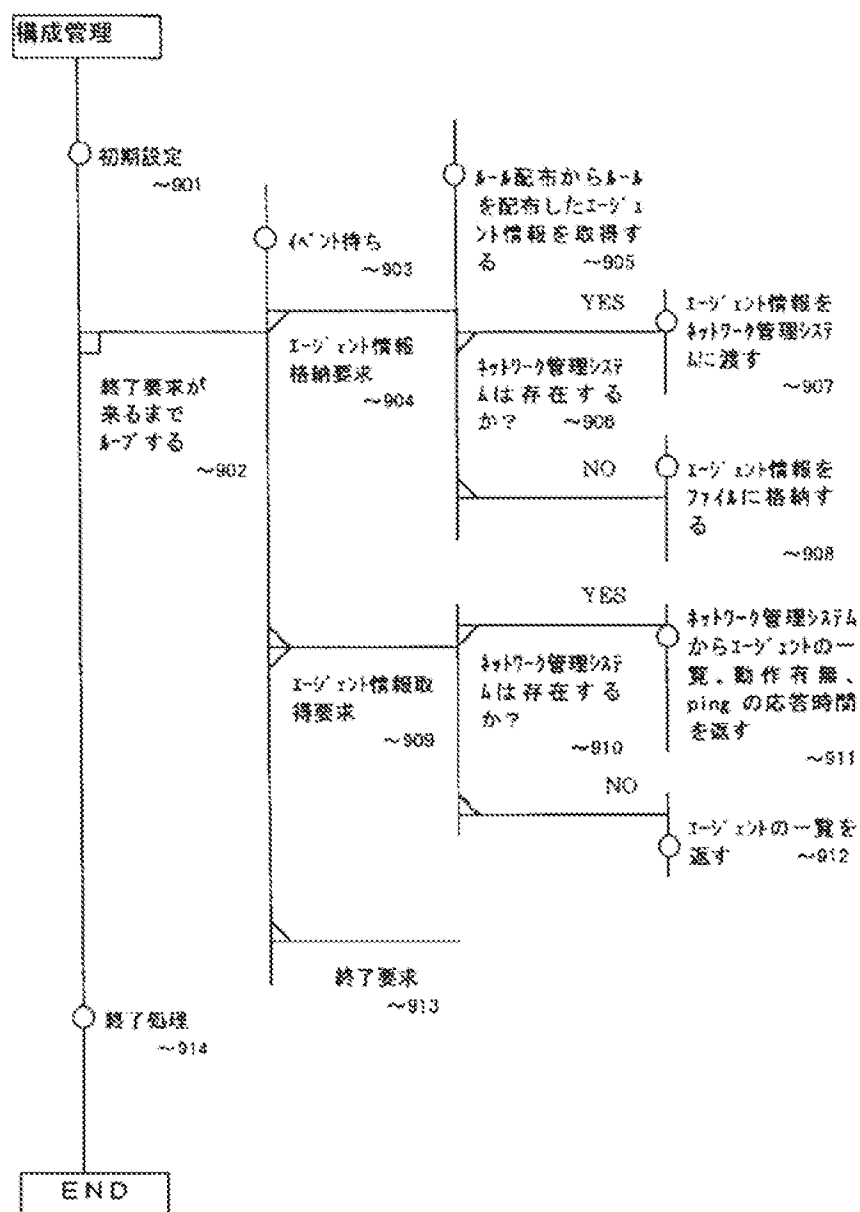 構成管理
初期設定
～901
イベント待ち
～903
ルール配布からルール
を配布したエージェ
ント情報を取得す
る ～905
終了要求が
来るまで
ループする
～902
エージェント情報
格納要求
～904
YES
ネットワーク管理システ
ムは存在する
か? ～906
エージェント情報を
ネットワーク管理システ
ムに渡す
～907
NO
エージェント情報を
ファイルに格納す
る
～908
エージェント情報取
得要求
～909
YES
ネットワーク管理システ
ムは存在する
か?
～910
ネットワーク管理システム
からエージェントの一
覧、動作有無、
ping の応答時間
を返す
～911
NO
エージェントの一覧を
返す ～912
終了要求
～913
終了処理
～914
END